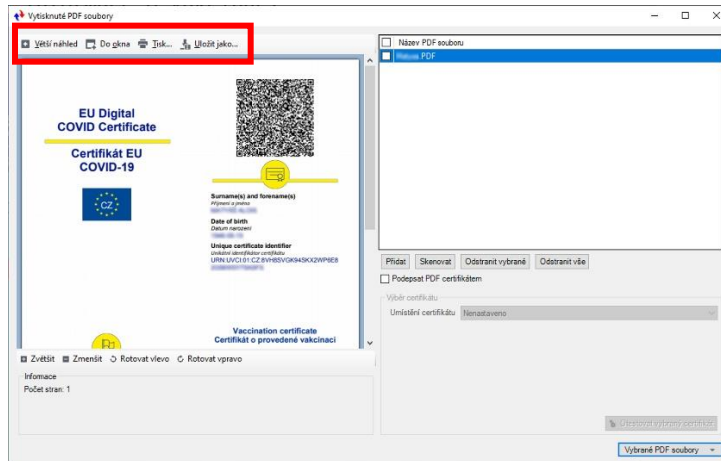 Vytisknuté PDF soubory
Větší náhled Do okna Tisk... Uložit jako...
EU Digital
COVID Certificate
Certifikát EU
COVID-19
CZ
Surname(s) and forename(s)
Příjmení a jméno
Date of birth
Datum narození
Unique certificate identifier
Unikátní identifikátor certifikátu
Vaccination certificate
Certifikát o provedené vakcinaci
Zvětšit Zmenšit Rotovat vlevo Rotovat vpravo
Infomace
Počet stran: 1
Název PDF souboru
.PDF
Přidat Skenovat Odstranit vybrané Odstranit vše
Podepsat PDF certifikátem
Výběr certifikátu
Umístění certifikátu Nenastaveno
Vybrané PDF soubory